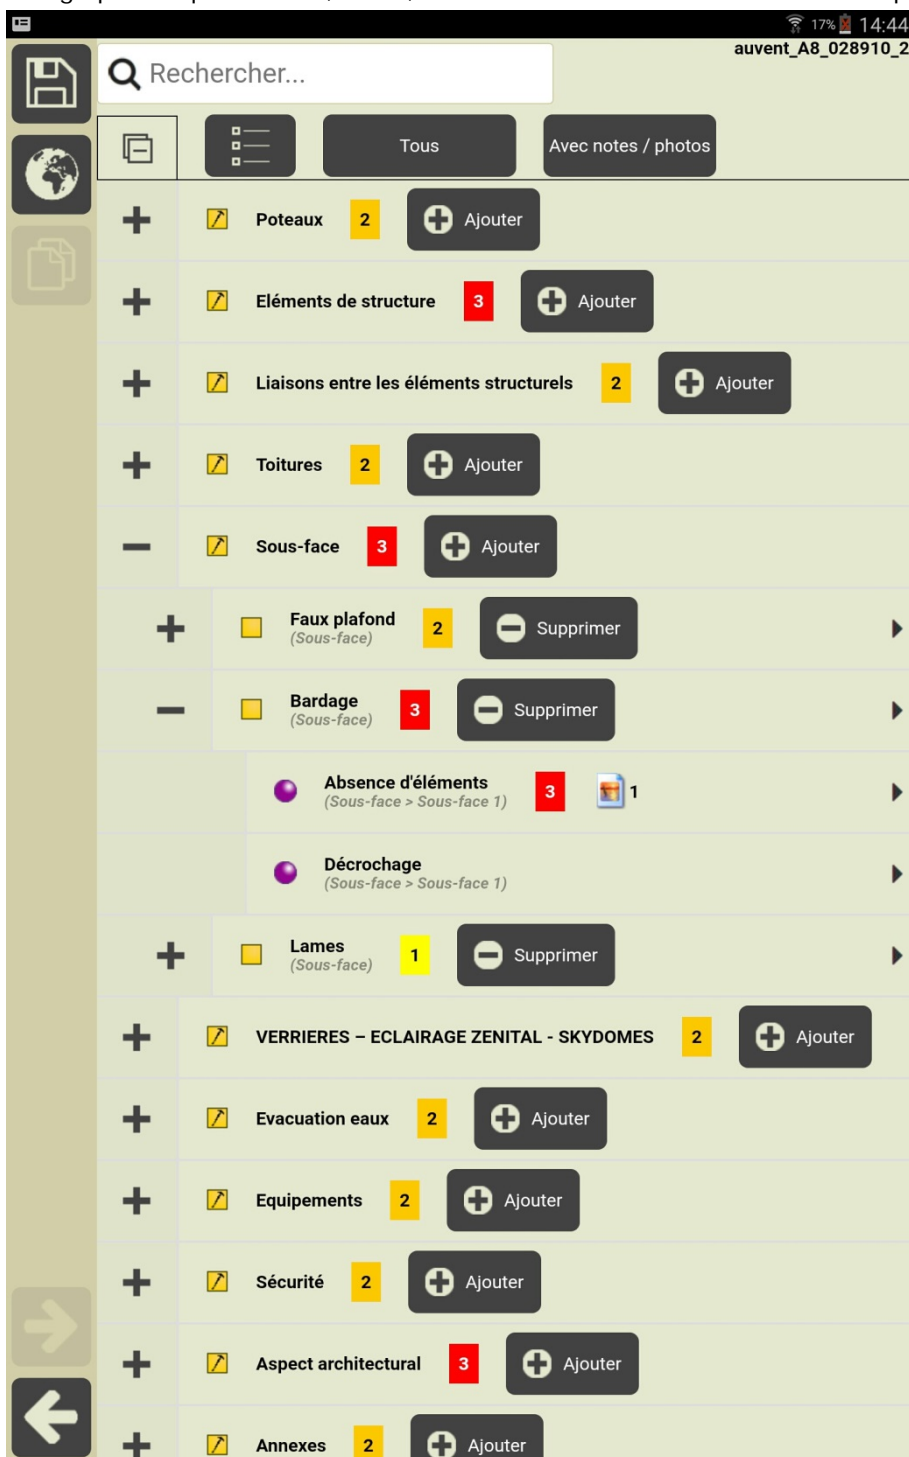 17% 14:44
auvent_A8_028910_2
Rechercher...
Tous
Avec notes / photos
Poteaux 2 Ajouter
Eléments de structure 3 Ajouter
Liaisons entre les éléments structurels 2 Ajouter
Toitures 2 Ajouter
Sous-face 3 Ajouter
Faux plafond 2 Supprimer
(Sous-face)
Bardage 3 Supprimer
(Sous-face)
Absence d'éléments 3 1
(Sous-face > Sous-face 1)
Décrochage
(Sous-face > Sous-face 1)
Lames 1 Supprimer
(Sous-face)
VERRIERES – ECLAIRAGE ZENITAL - SKYDOMES 2 Ajouter
Evacuation eaux 2 Ajouter
Equipements 2 Ajouter
Sécurité 2 Ajouter
Aspect architectural 3 Ajouter
Annexes 2 Ajouter